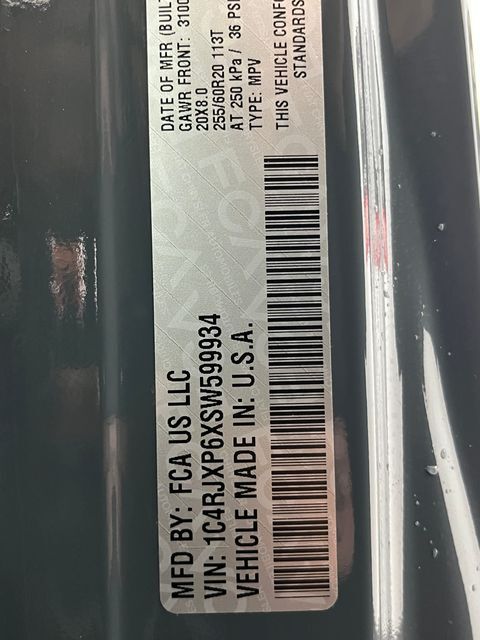 MFD BY: FCA US LLC
VIN: 1C4RJXP6XSW599934
VEHICLE MADE IN: U.S.A.
DATE OF MFR (BUIL
GAWR FRONT: 3100
20X8.0
255/60R20 113T
AT 250 kPa / 36 PSI
TYPE: MPV
THIS VEHICLE CONF
STANDARDS